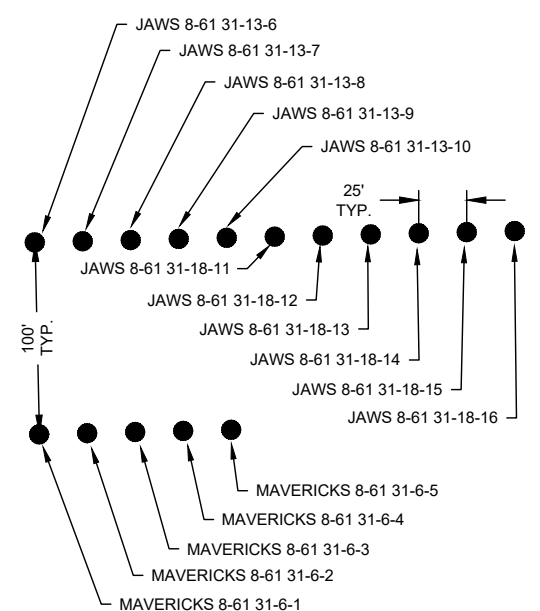 JAWS 8-61 31-13-6
JAWS 8-61 31-13-7
JAWS 8-61 31-13-8
JAWS 8-61 31-13-9
JAWS 8-61 31-13-10
25'
TYP.
JAWS 8-61 31-18-11
JAWS 8-61 31-18-12
JAWS 8-61 31-18-13
JAWS 8-61 31-18-14
JAWS 8-61 31-18-15
JAWS 8-61 31-18-16
100'
TYP.
MAVERICKS 8-61 31-6-5
MAVERICKS 8-61 31-6-4
MAVERICKS 8-61 31-6-3
MAVERICKS 8-61 31-6-2
MAVERICKS 8-61 31-6-1